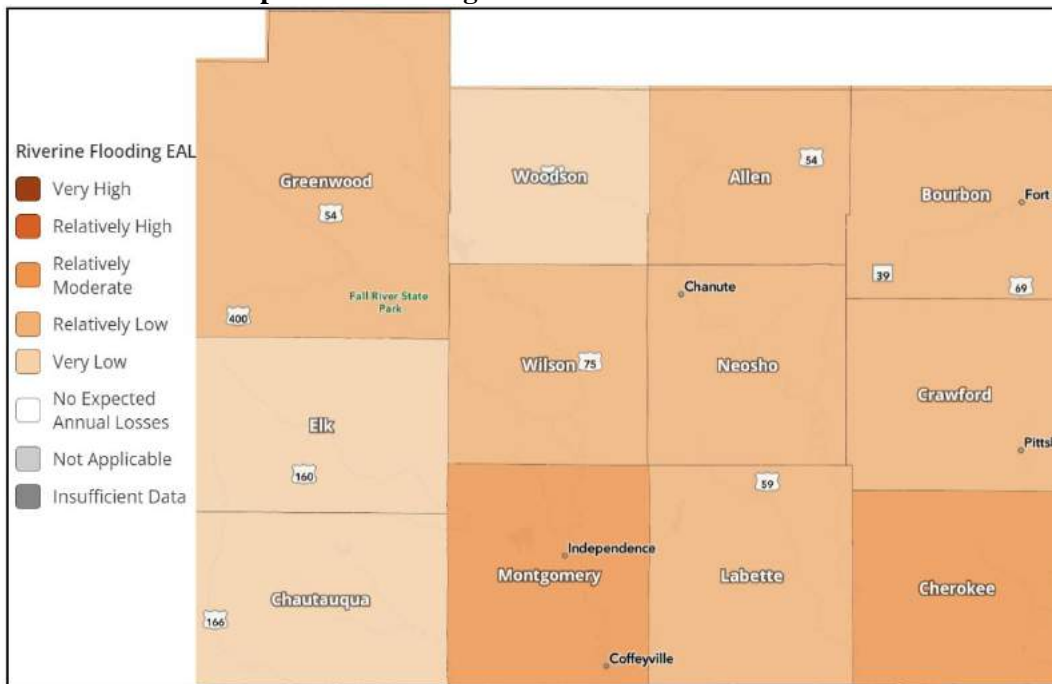 Riverine Flooding EAL
Very High
Relatively High
Relatively
Moderate
Relatively Low
Very Low
No Expected
Annual Losses
Not Applicable
Insufficient Data
Greenwood
54
Fall River State
Park
400
Woodson
Allen
54
Bourbon
Fort
39
69
Chanute
Wilson
75
Neosho
Crawford
Elk
160
Chautauqua
166
Independence
Montgomery
Coffeyville
59
Labette
Cherokee